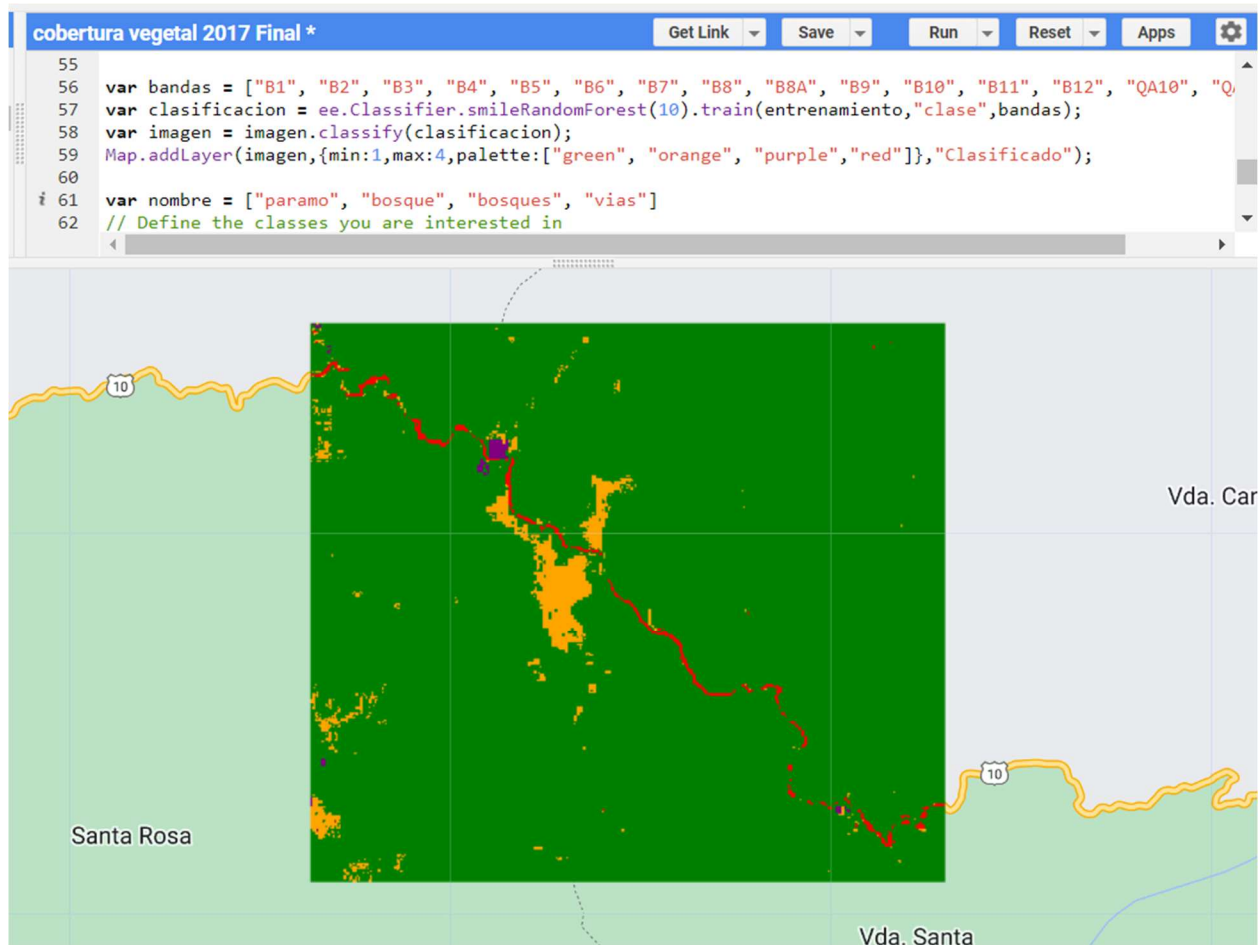 cobertura vegetal 2017 Final *
Get Link
Save
Run
Reset
Apps
55
56 var bandas = ["B1", "B2", "B3", "B4", "B5", "B6", "B7", "B8", "B8A", "B9", "B10", "B11", "B12", "QA10", "Q
57 var clasificacion = ee.Classifier.smileRandomForest(10).train(entrenamiento,"clase",bandas);
58 var imagen = imagen.classify(clasificacion);
59 Map.addLayer(imagen,{min:1,max:4,palette:["green", "orange", "purple","red"]},"Clasificado");
60
i 61 var nombre = ["paramo", "bosque", "bosques", "vias"]
62 // Define the classes you are interested in
10
Vda. Car
10
Santa Rosa
Vda. Santa